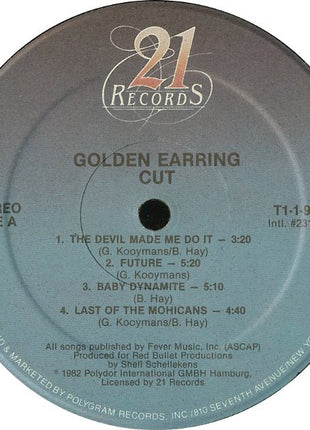 21
RECORDS
GOLDEN EARRING
CUT
T1-1-9
Intl. #23
1. THE DEVIL MADE ME DO IT – 3:20
(G. Kooymans/B. Hay)
2. FUTURE – 5:20
(G. Kooymans)
3. BABY DYNAMITE – 5:10
(B. Hay)
4. LAST OF THE MOHICANS – 4:40
(G. Kooymans/B. Hay)
All songs published by Fever Music, Inc. (ASCAP)
Produced for Red Bullet Productions
by Shell Schellekens
℗ 1982 Polydor International GMBH Hamburg,
Licensed by 21 Records
& MARKETED BY POLYGRAM RECORDS, INC./810 SEVENTH AVENUE/NEW